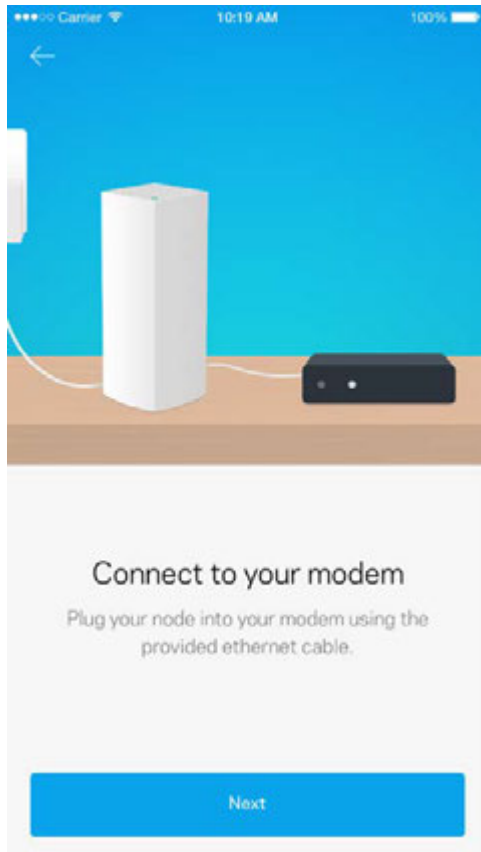 Carrier 10:19 AM 100%
Connect to your modem
Plug your node into your modem using the
provided ethernet cable.
Next